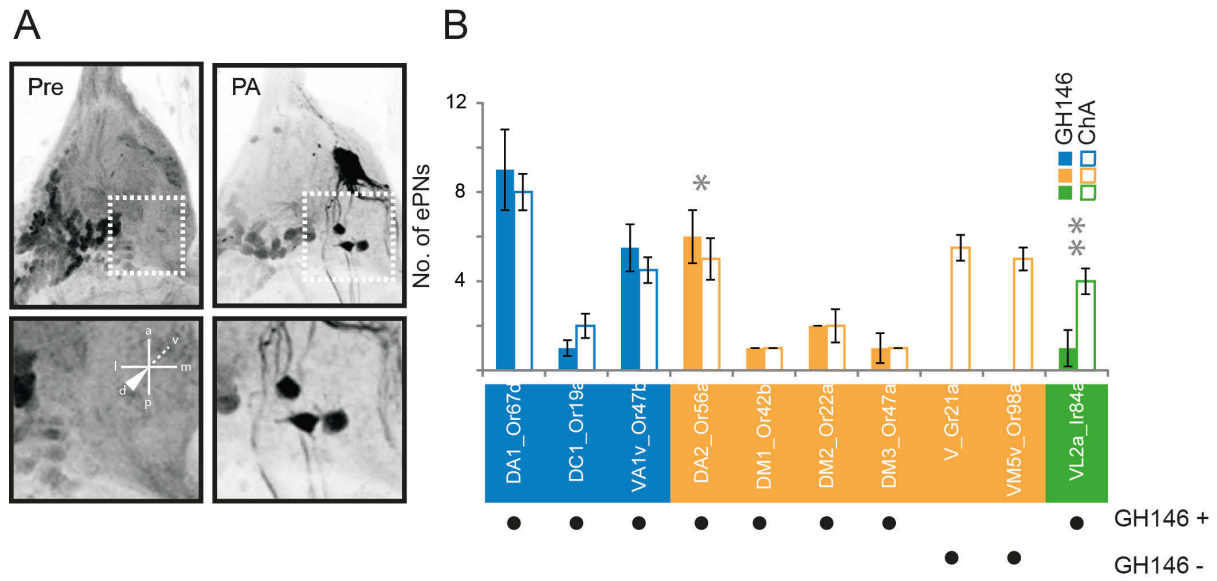 A
B
Pre
PA
a
v
l
m
d
p
No. of ePNs
12
8
4
*
GH146
ChA
**
DA1_Or67d
DC1_Or19a
VA1v_Or47b
DA2_Or56a
DM1_Or42b
DM2_Or22a
DM3_Or47a
V_Gr21a
VM5v_Or98a
VL2a_Ir84a
GH146 +
GH146 -